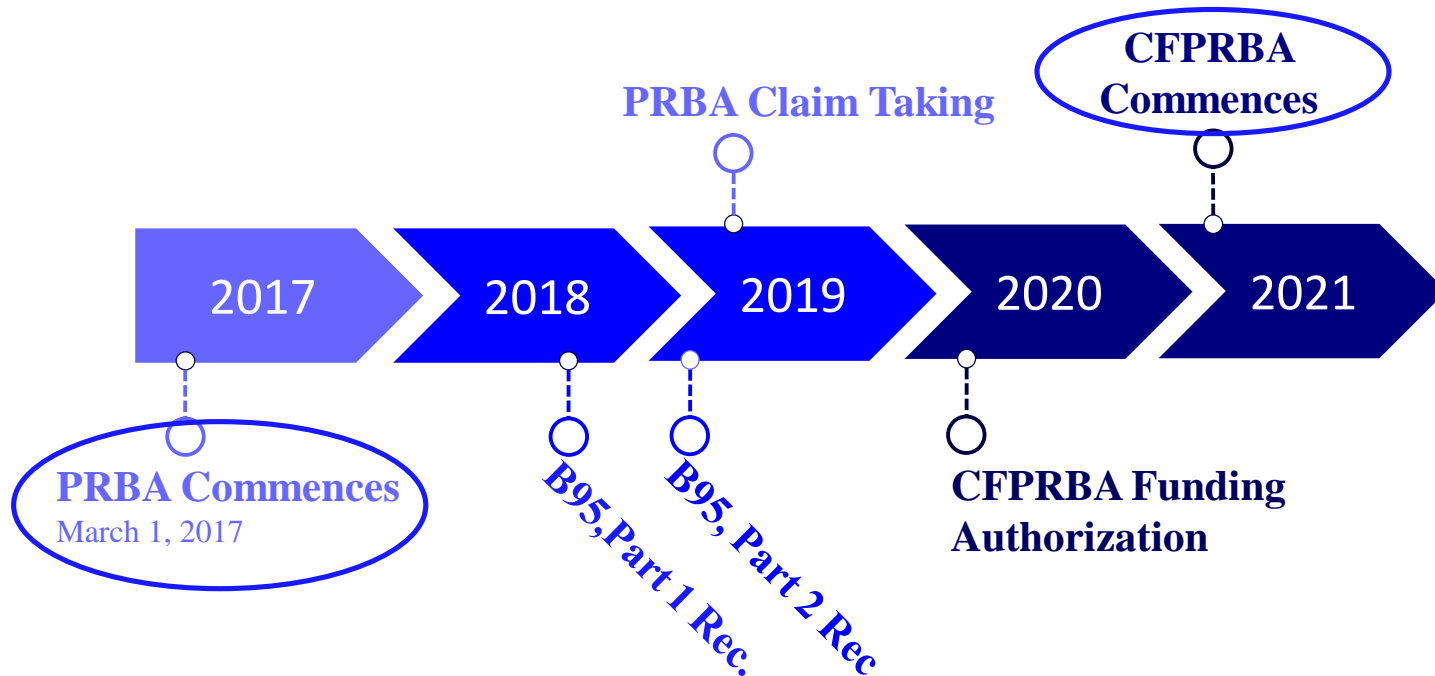 CFPRBA
Commences
PRBA Claim Taking
2017
2018
2019
2020
2021
PRBA Commences
March 1, 2017
B95,Part 1 Rec.
B95, Part 2 Rec
CFPRBA Funding
Authorization